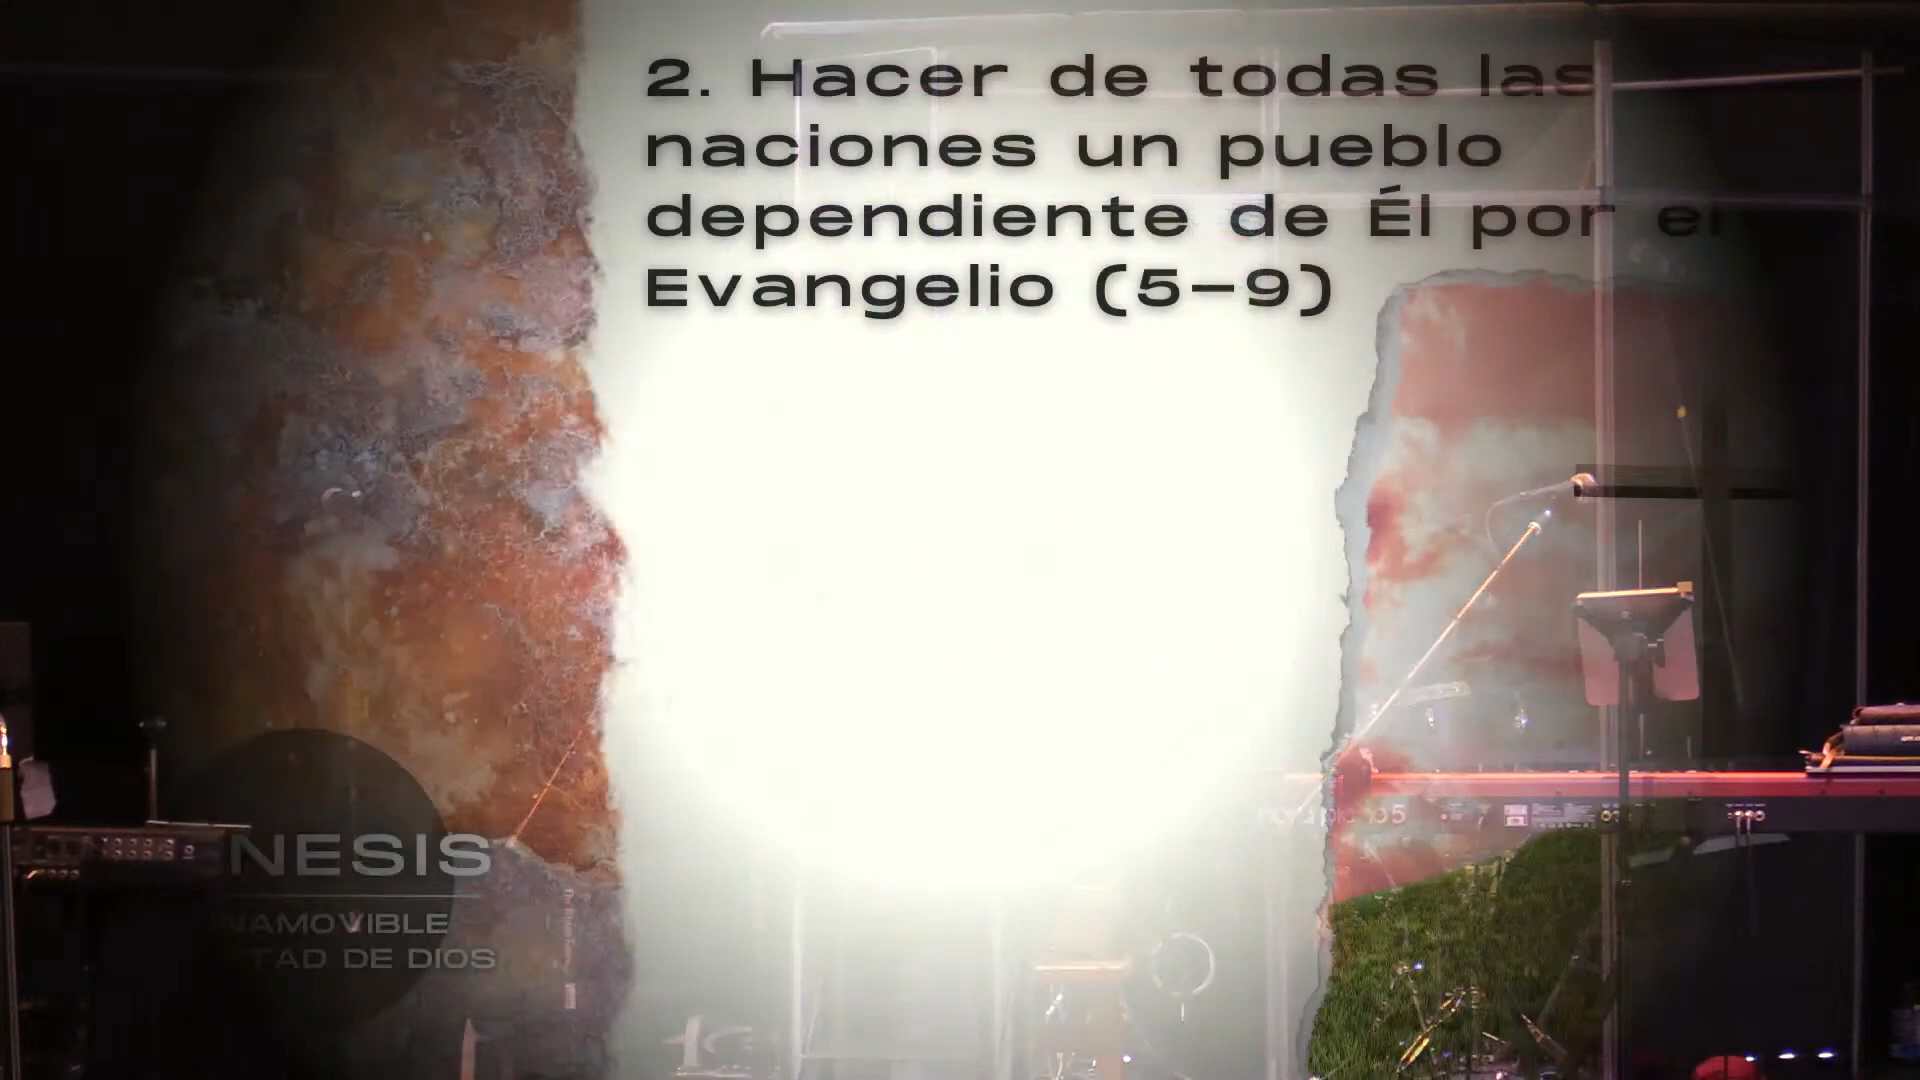 2. Hacer de todas las
naciones un pueblo
dependiente de Él por el
Evangelio (5–9)
NESIS
NAMOVIBLE
TAD DE DIOS